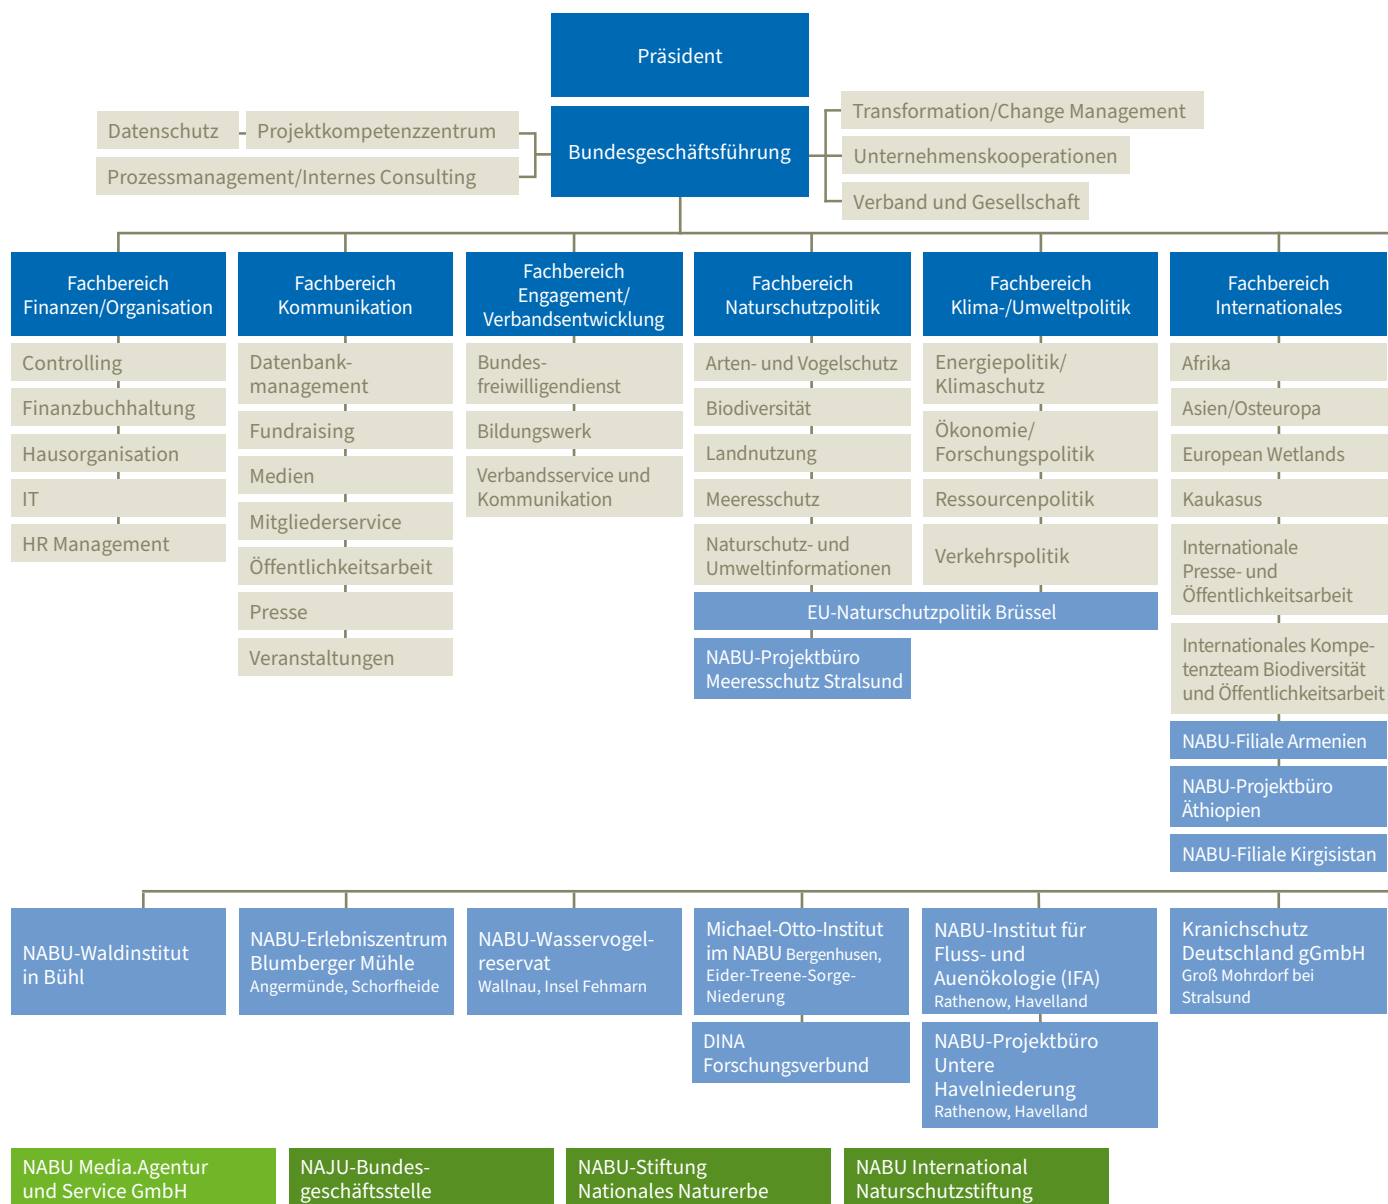 Präsident
Bundesgeschäftsführung
Datenschutz
Projektkompetenzzentrum
Prozessmanagement/Internes Consulting
Transformation/Change Management
Unternehmenskooperationen
Verband und Gesellschaft
Fachbereich
Finanzen/Organisation
Controlling
Finanzbuchhaltung
Hausorganisation
IT
HR Management
Fachbereich
Kommunikation
Datenbank-
management
Fundraising
Medien
Mitgliederservice
Öffentlichkeitsarbeit
Presse
Veranstaltungen
Fachbereich
Engagement/
Verbandsentwicklung
Bundes-
freiwilligendienst
Bildungswerk
Verbandsservice und
Kommunikation
Fachbereich
Naturschutzpolitik
Arten- und Vogelschutz
Biodiversität
Landnutzung
Meeresschutz
Naturschutz- und
Umweltinformationen
Fachbereich
Klima-/Umweltpolitik
Energiepolitik/
Klimaschutz
Ökonomie/
Forschungspolitik
Ressourcenpolitik
Verkehrspolitik
EU-Naturschutzpolitik Brüssel
NABU-Projektbüro
Meeresschutz Stralsund
Fachbereich
Internationales
Afrika
Asien/Osteuropa
European Wetlands
Kaukasus
Internationale
Presse- und
Öffentlichkeitsarbeit
Internationales Kompe-
tenzteam Biodiversität
und Öffentlichkeitsarbeit
NABU-Filiale Armenien
NABU-Projektbüro
Äthiopien
NABU-Filiale Kirgisistan
NABU-Waldinstitut
in Bühl
NABU-Erlebniszentrum
Blumberger Mühle
Angermünde, Schorfheide
NABU-Wasservogel-
reservat
Wallnau, Insel Fehmarn
Michael-Otto-Institut
im NABU Bergenhusen,
Eider-Treene-Sorge-
Niederung
DINA
Forschungsverbund
NABU-Institut für
Fluss- und
Auenökologie (IFA)
Rathenow, Havelland
NABU-Projektbüro
Untere
Havelniederung
Rathenow, Havelland
Kranichschutz
Deutschland gGmbH
Groß Mohrdorf bei
Stralsund
NABU Media.Agentur
und Service GmbH
NAJU-Bundes-
geschäftsstelle
NABU-Stiftung
Nationales Naturerbe
NABU International
Naturschutzstiftung